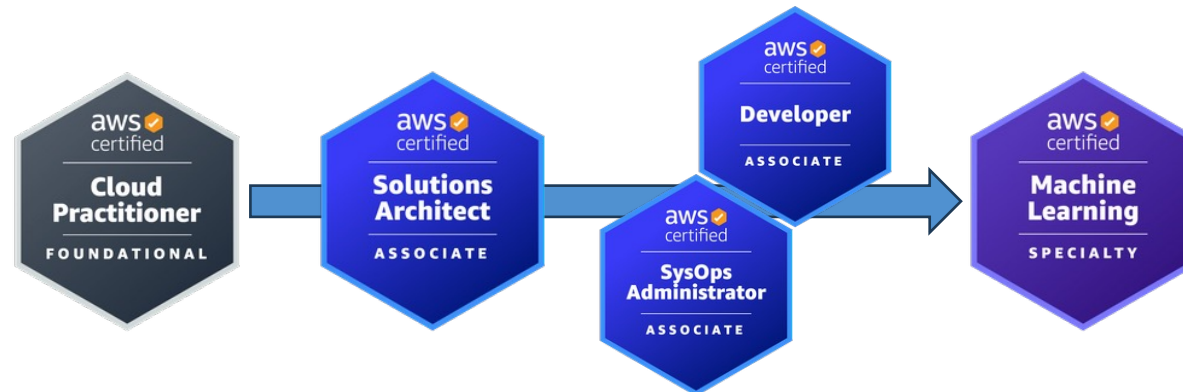 aws
certified
Cloud
Practitioner
FOUNDATIONAL
aws
certified
Solutions
Architect
ASSOCIATE
aws
certified
Developer
ASSOCIATE
aws
certified
SysOps
Administrator
ASSOCIATE
aws
certified
Machine
Learning
SPECIALTY